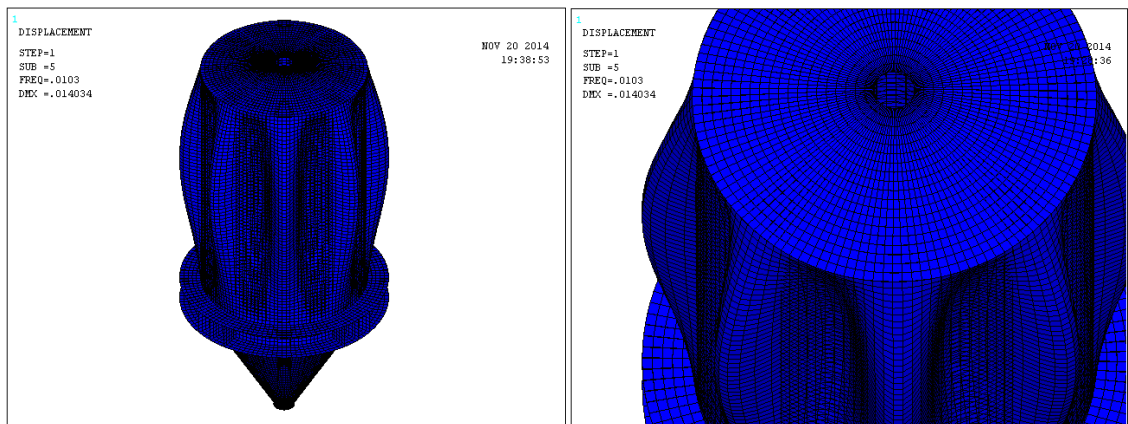 1
DISPLACEMENT
STEP=1
SUB =5
FREQ=.0103
DMX =.014034
NOV 20 2014
19:38:53
1
DISPLACEMENT
STEP=1
SUB =5
FREQ=.0103
DMX =.014034
2014
:36